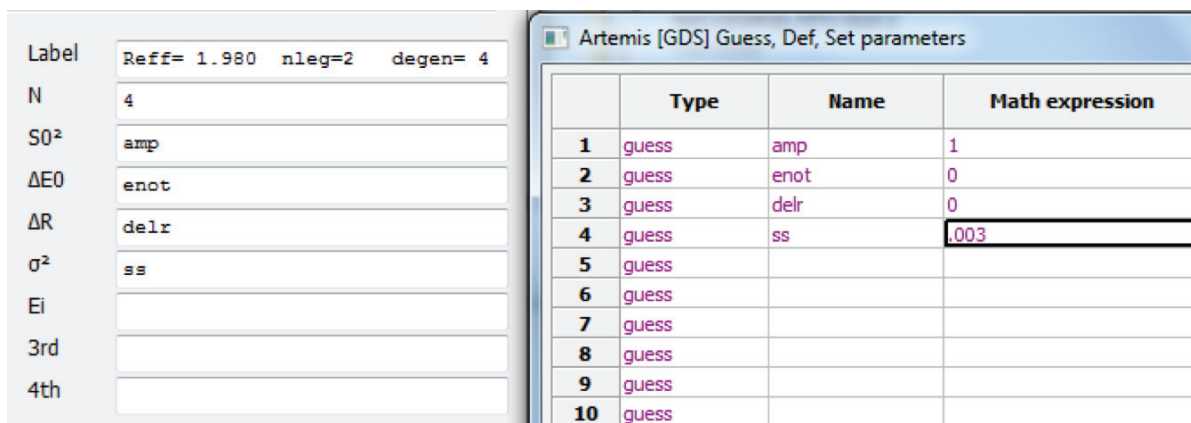 Label Reff= 1.980 nleg=2 degen= 4
N 4
S0² amp
ΔE0 enot
ΔR delr
σ² ss
Ei
3rd
4th
Artemis [GDS] Guess, Def, Set parameters
Type Name Math expression
1 guess amp 1
2 guess enot 0
3 guess delr 0
4 guess ss .003
5 guess
6 guess
7 guess
8 guess
9 guess
10 guess